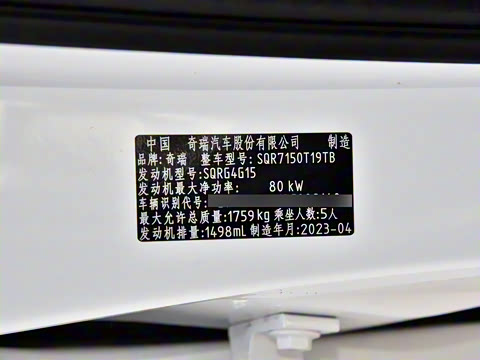 中国 奇瑞汽车股份有限公司 制造
品牌:奇瑞 整车型号: SQR7150T19TB
发动机型号:SQRG4G15
发动机最大净功率: 80 kW
车辆识别代号:
最大允许总质量:1759kg 乘坐人数:5人
发动机排量:1498mL 制造年月:2023-04